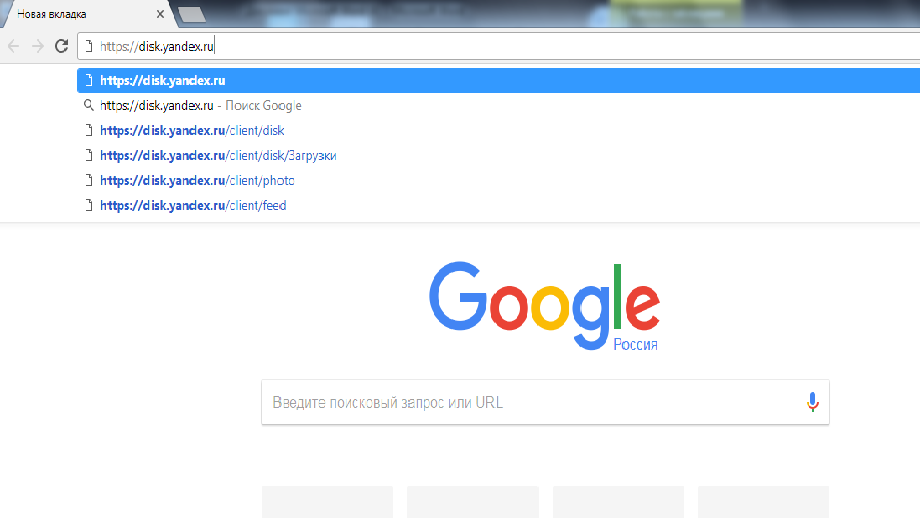 Новая вкладка
https://disk.yandex.ru
https://disk.yandex.ru
https://disk.yandex.ru - Поиск Google
https://disk.yandex.ru/client/disk
https://disk.yandex.ru/client/disk/Загрузки
https://disk.yandex.ru/client/photo
https://disk.yandex.ru/client/feed
Google
Россия
Введите поисковый запрос или URL